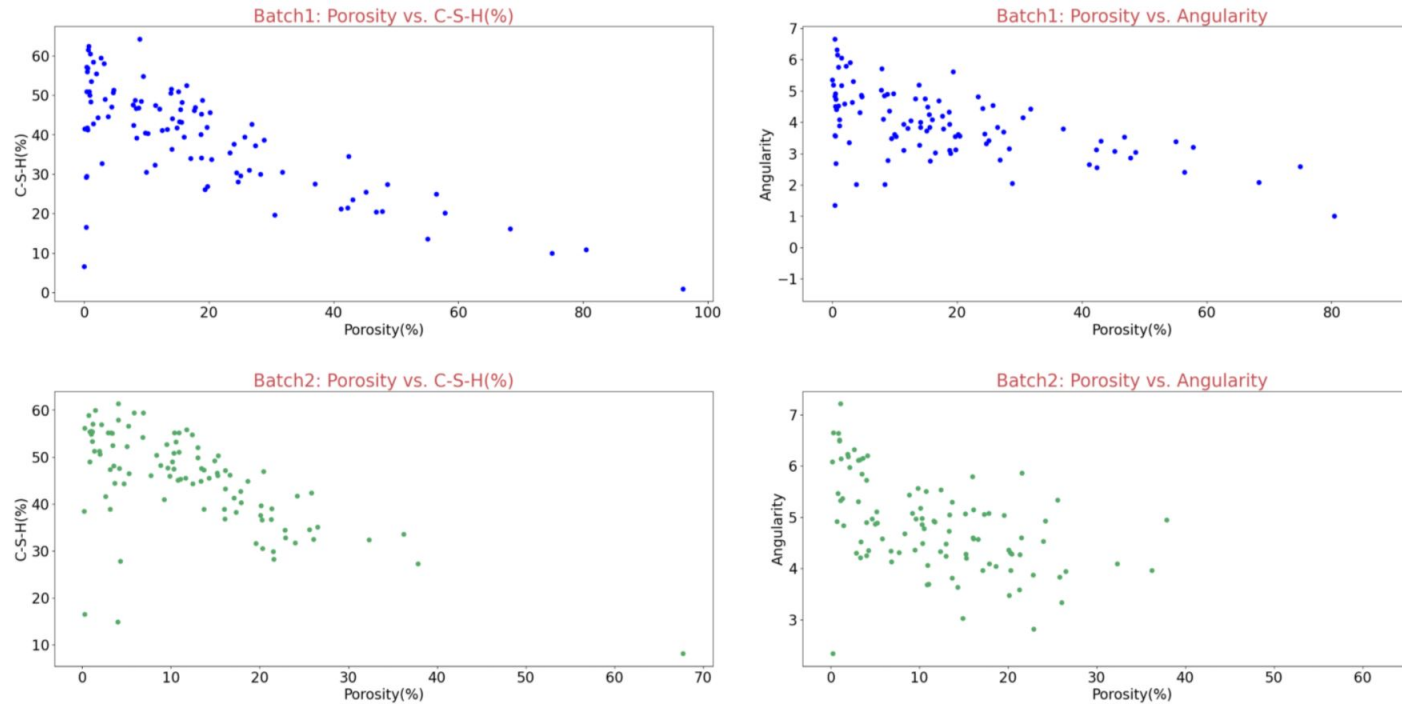 Batch1: Porosity vs. C-S-H(%)
C-S-H(%)
60
50
40
30
20
10
0
0 20 40 60 80 100
Porosity(%)
Batch1: Porosity vs. Angularity
Angularity
7
6
5
4
3
2
1
0
−1
0 20 40 60 80
Porosity(%)
Batch2: Porosity vs. C-S-H(%)
C-S-H(%)
60
50
40
30
20
10
0 10 20 30 40 50 60 70
Porosity(%)
Batch2: Porosity vs. Angularity
Angularity
7
6
5
4
3
0 10 20 30 40 50 60
Porosity(%)